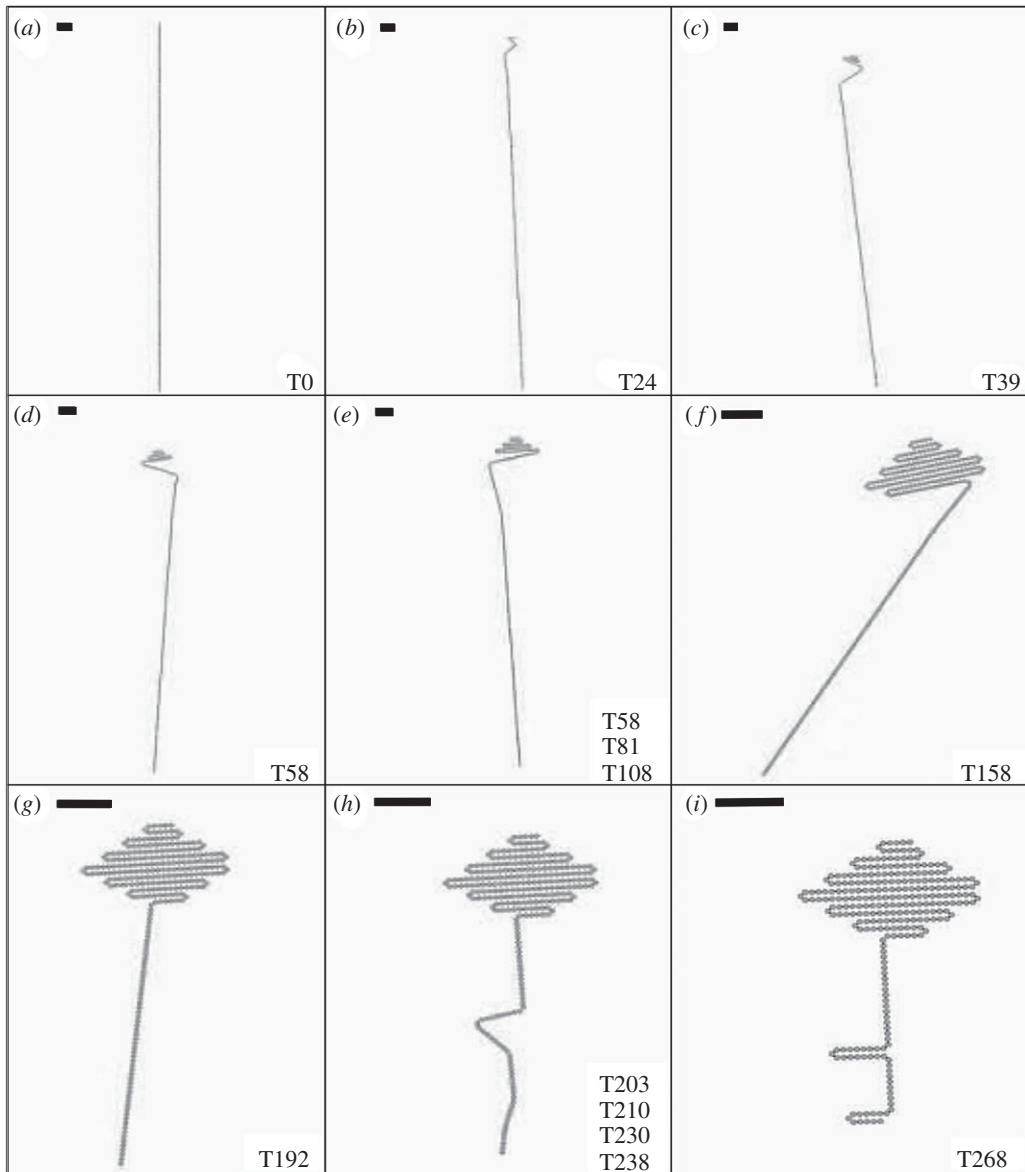 (a)
T0
(b)
T24
(c)
T39
(d)
T58
(e)
T58
T81
T108
(f)
T158
(g)
T192
(h)
T203
T210
T230
T238
(i)
T268